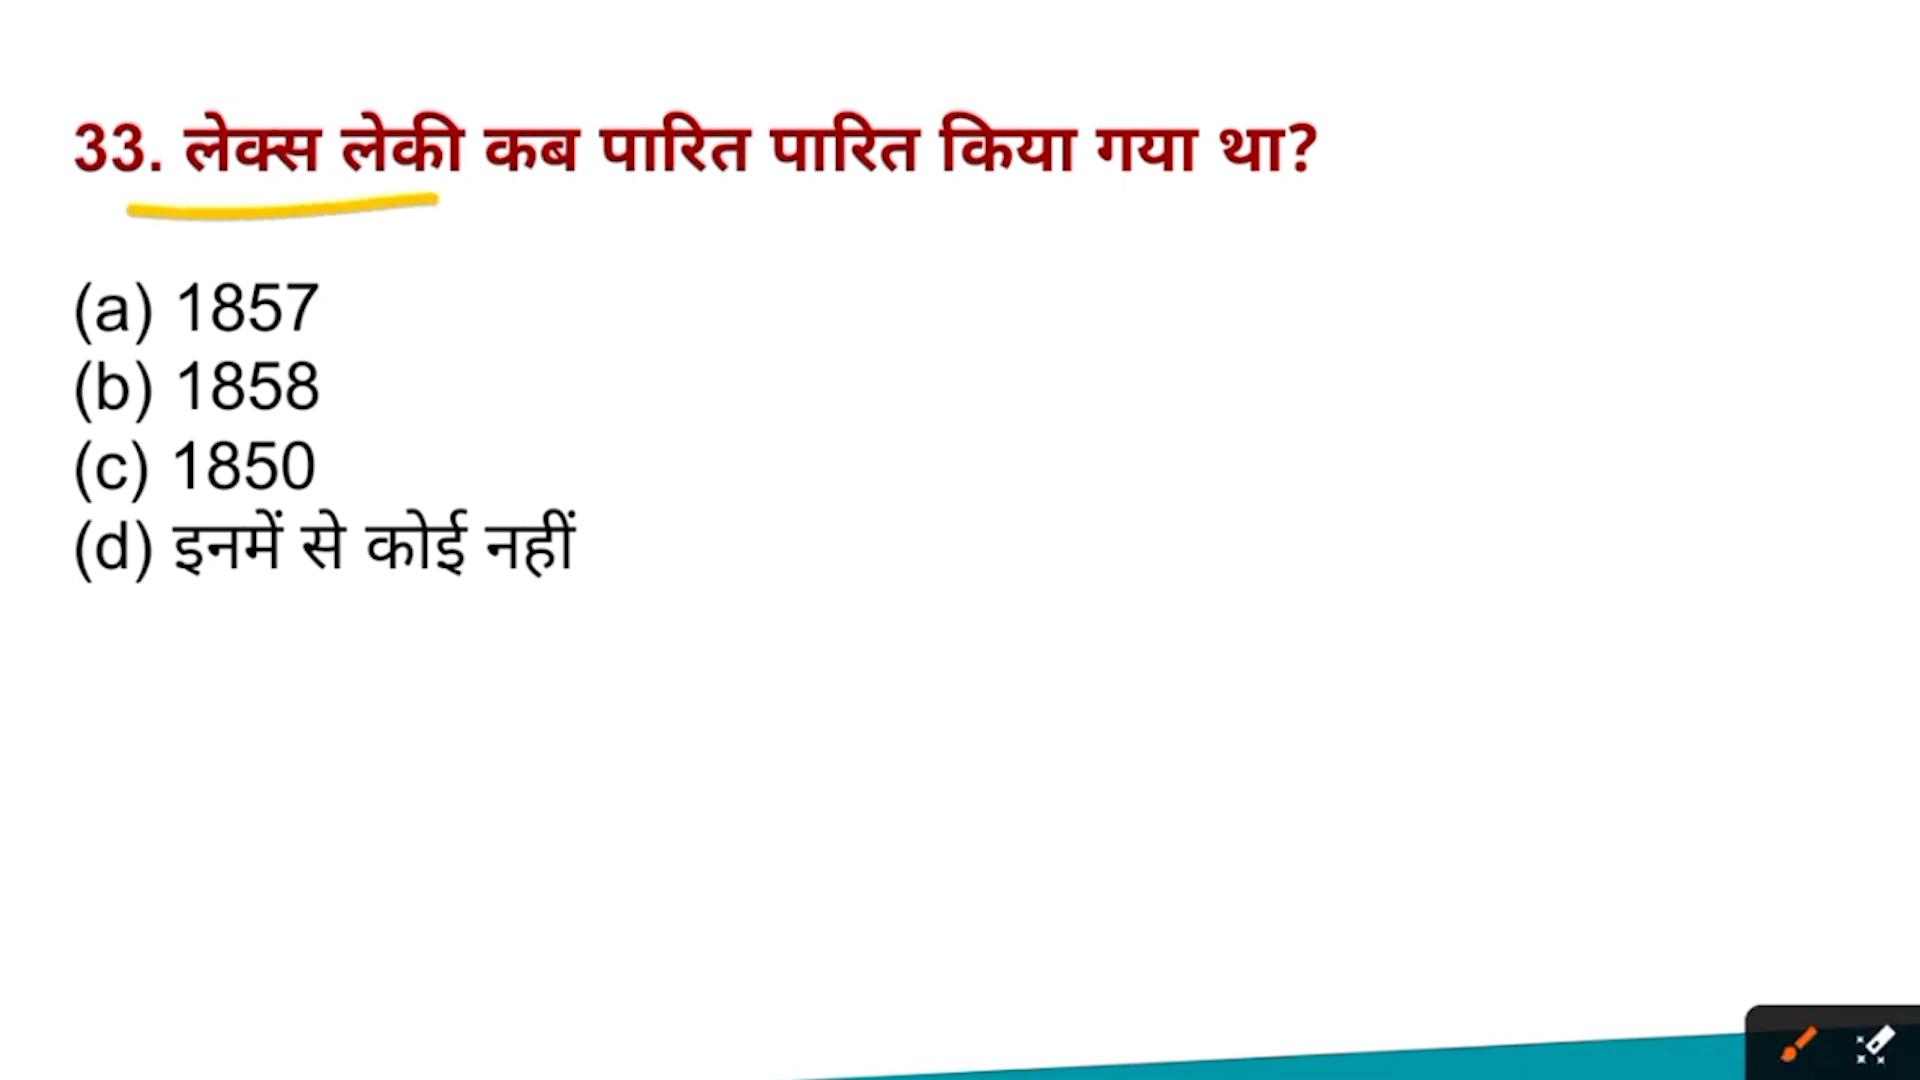 33. लेक्स लेकी कब पारित पारित किया गया था?
(a) 1857
(b) 1858
(c) 1850
(d) इनमें से कोई नहीं